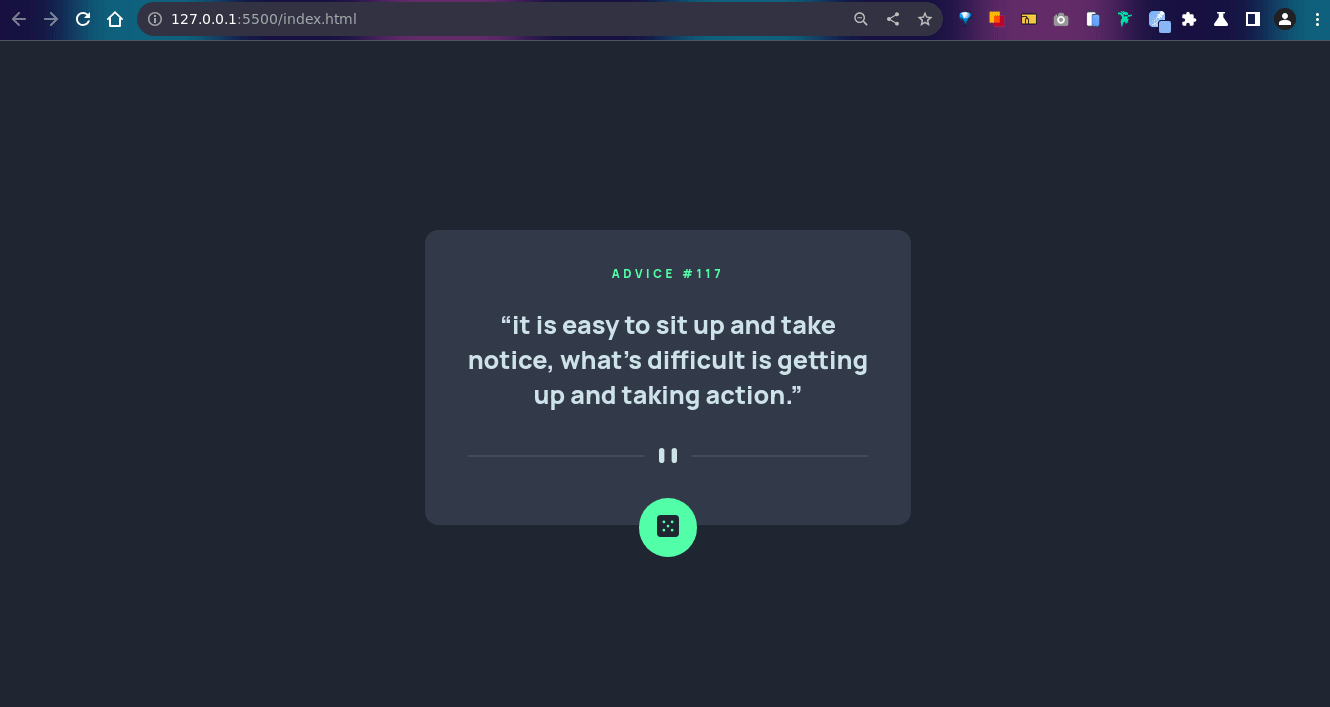 127.0.0.1:5500/index.html
ADVICE #117
“it is easy to sit up and take
notice, what’s difficult is getting
up and taking action.”